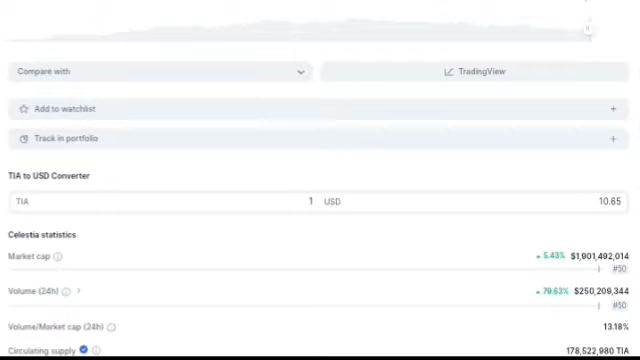 Compare with TradingView
Add to watchlist +
Track in portfolio +
TIA to USD Converter
TIA 1 USD 10.65
Celestia statistics
Market cap 5.43% $1,901,492,014
#50
Volume (24h) 79.63% $250,209,344
#50
Volume/Market cap (24h) 13.18%
Circulating supply 178,522,980 TIA